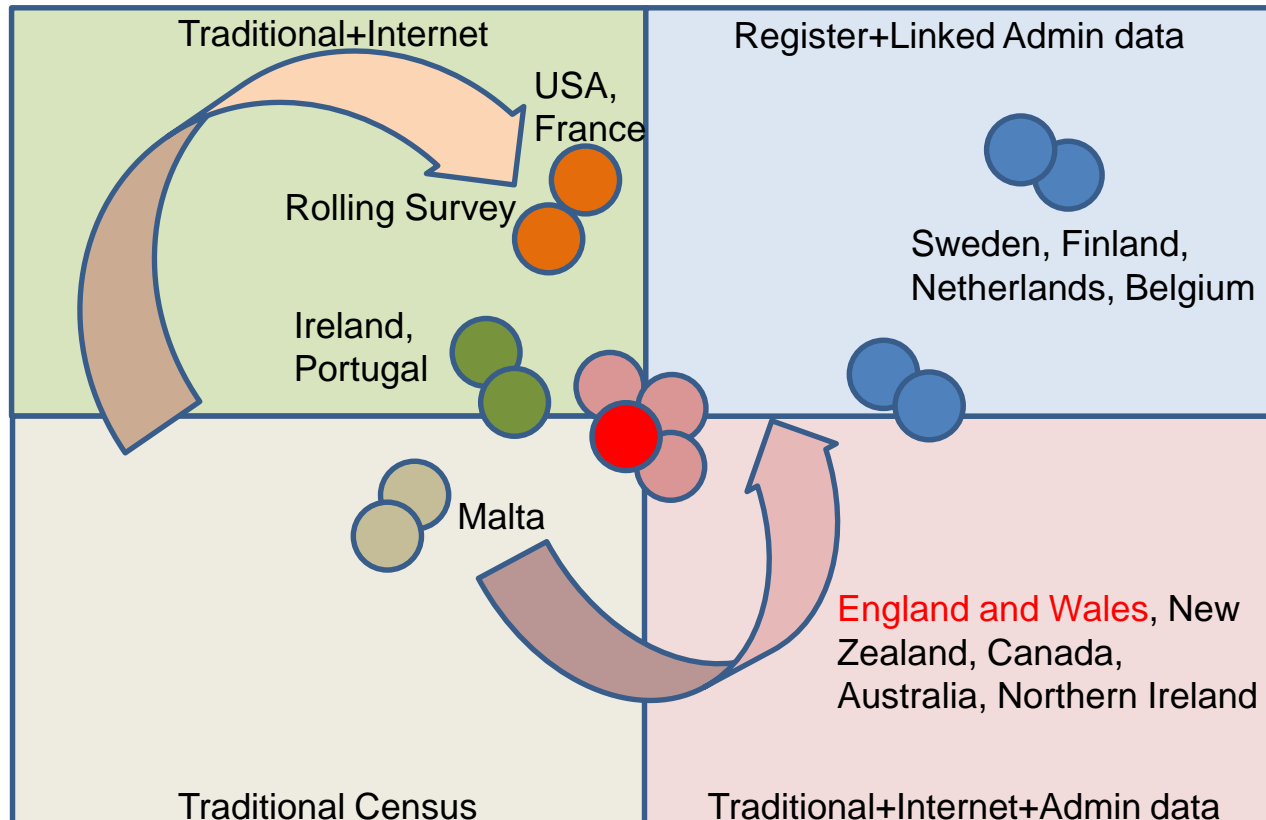 Traditional+Internet
Register+Linked Admin data
USA,
France
Rolling Survey
Sweden, Finland,
Netherlands, Belgium
Ireland,
Portugal
Malta
England and Wales, New
Zealand, Canada,
Australia, Northern Ireland
Traditional Census
Traditional+Internet+Admin data